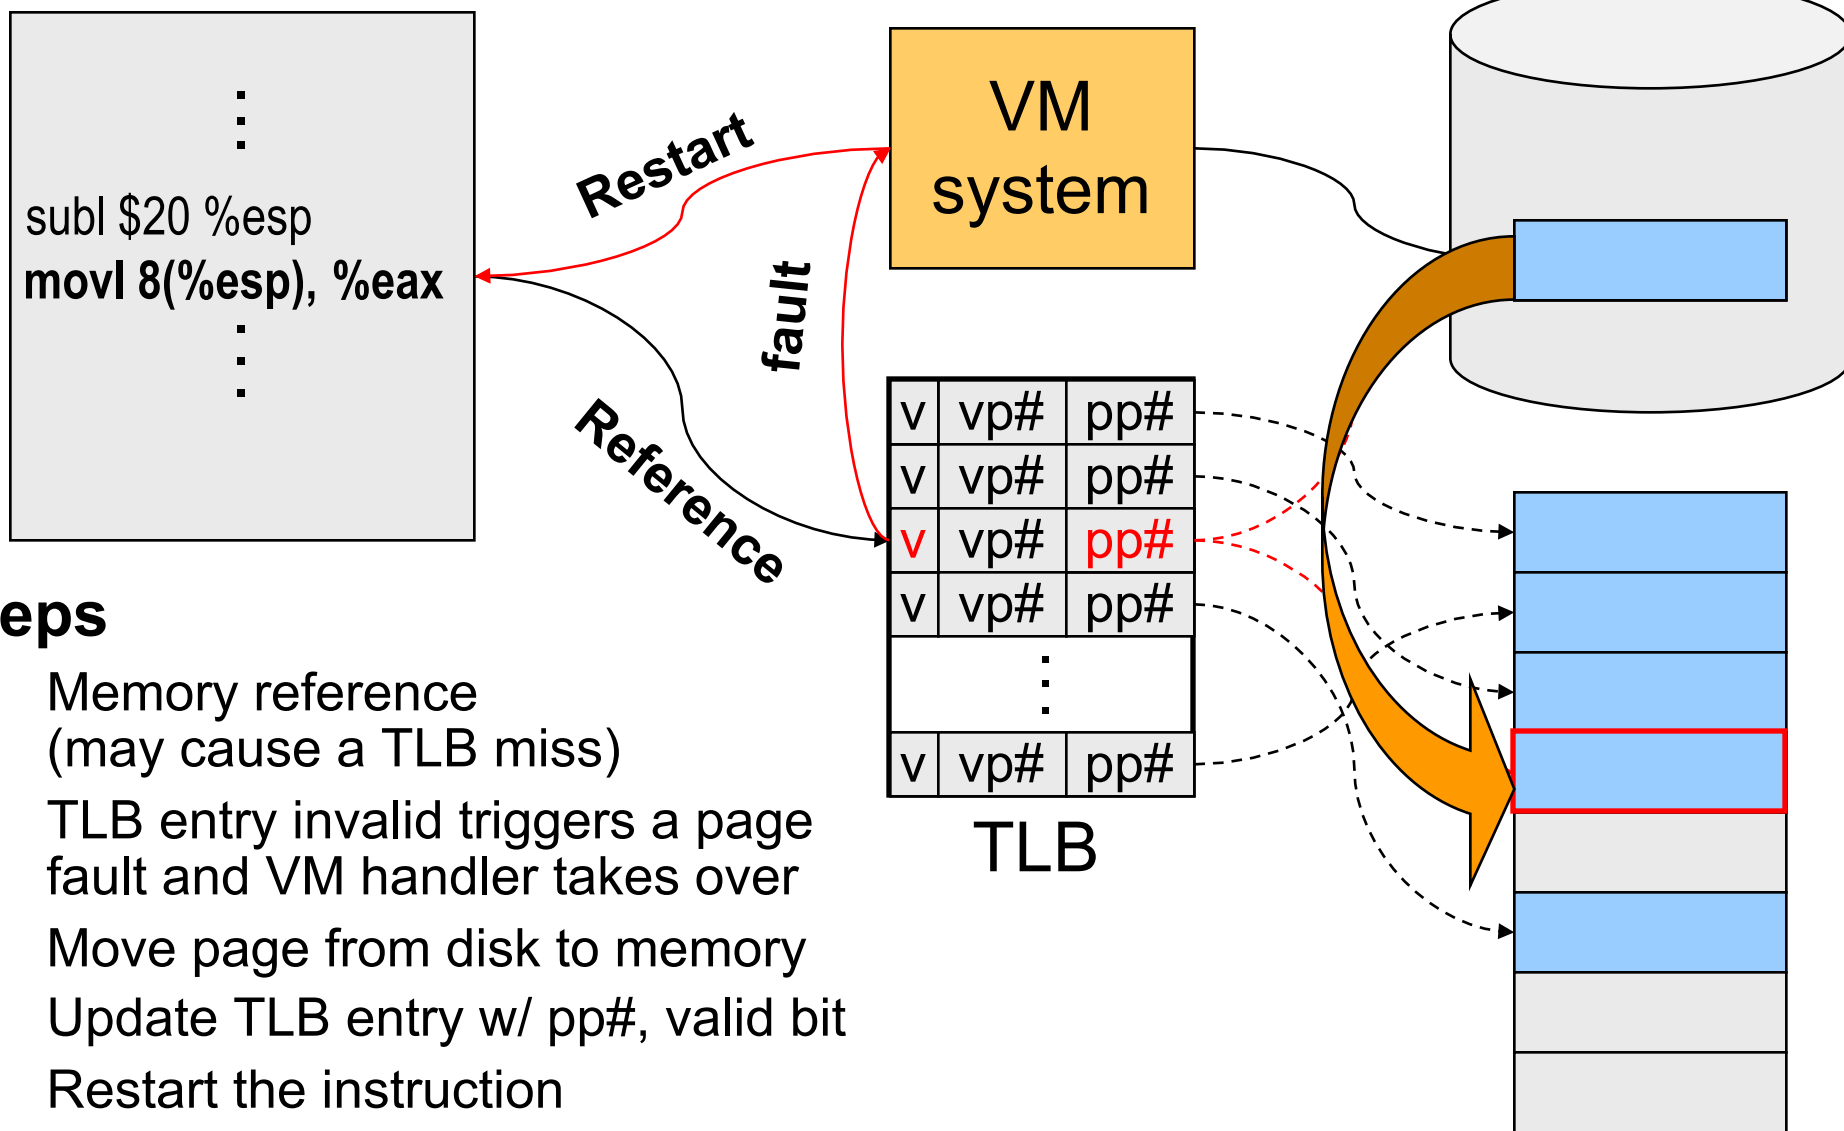 subl $20 %esp
movl 8(%esp), %eax
Restart
fault
Reference
VM
system
v vp# pp#
v vp# pp#
v vp# pp#
v vp# pp#
v vp# pp#
TLB
eps
Memory reference
(may cause a TLB miss)
TLB entry invalid triggers a page
fault and VM handler takes over
Move page from disk to memory
Update TLB entry w/ pp#, valid bit
Restart the instruction